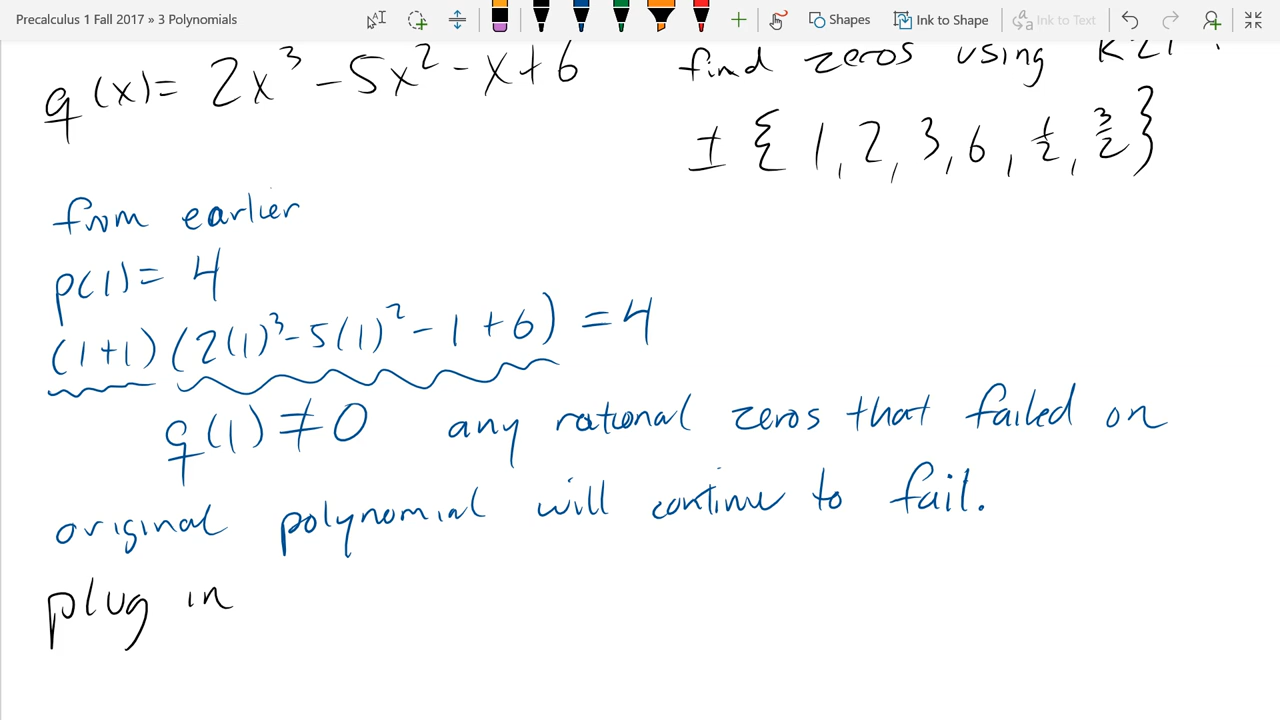 Precalculus 1 Fall 2017 » 3 Polynomials
Shapes
Ink to Shape
Ink to Text
q(x) = 2x³ - 5x² - x + 6
find zeros using RZT
± { 1, 2, 3, 6, 1/2, 3/2 }
from earlier
p(1) = 4
(1+1) (2(1)³ - 5(1)² - 1 + 6) = 4
q(1) ≠ 0 any rational zeros that failed on
original polynomial will continue to fail.
plug in